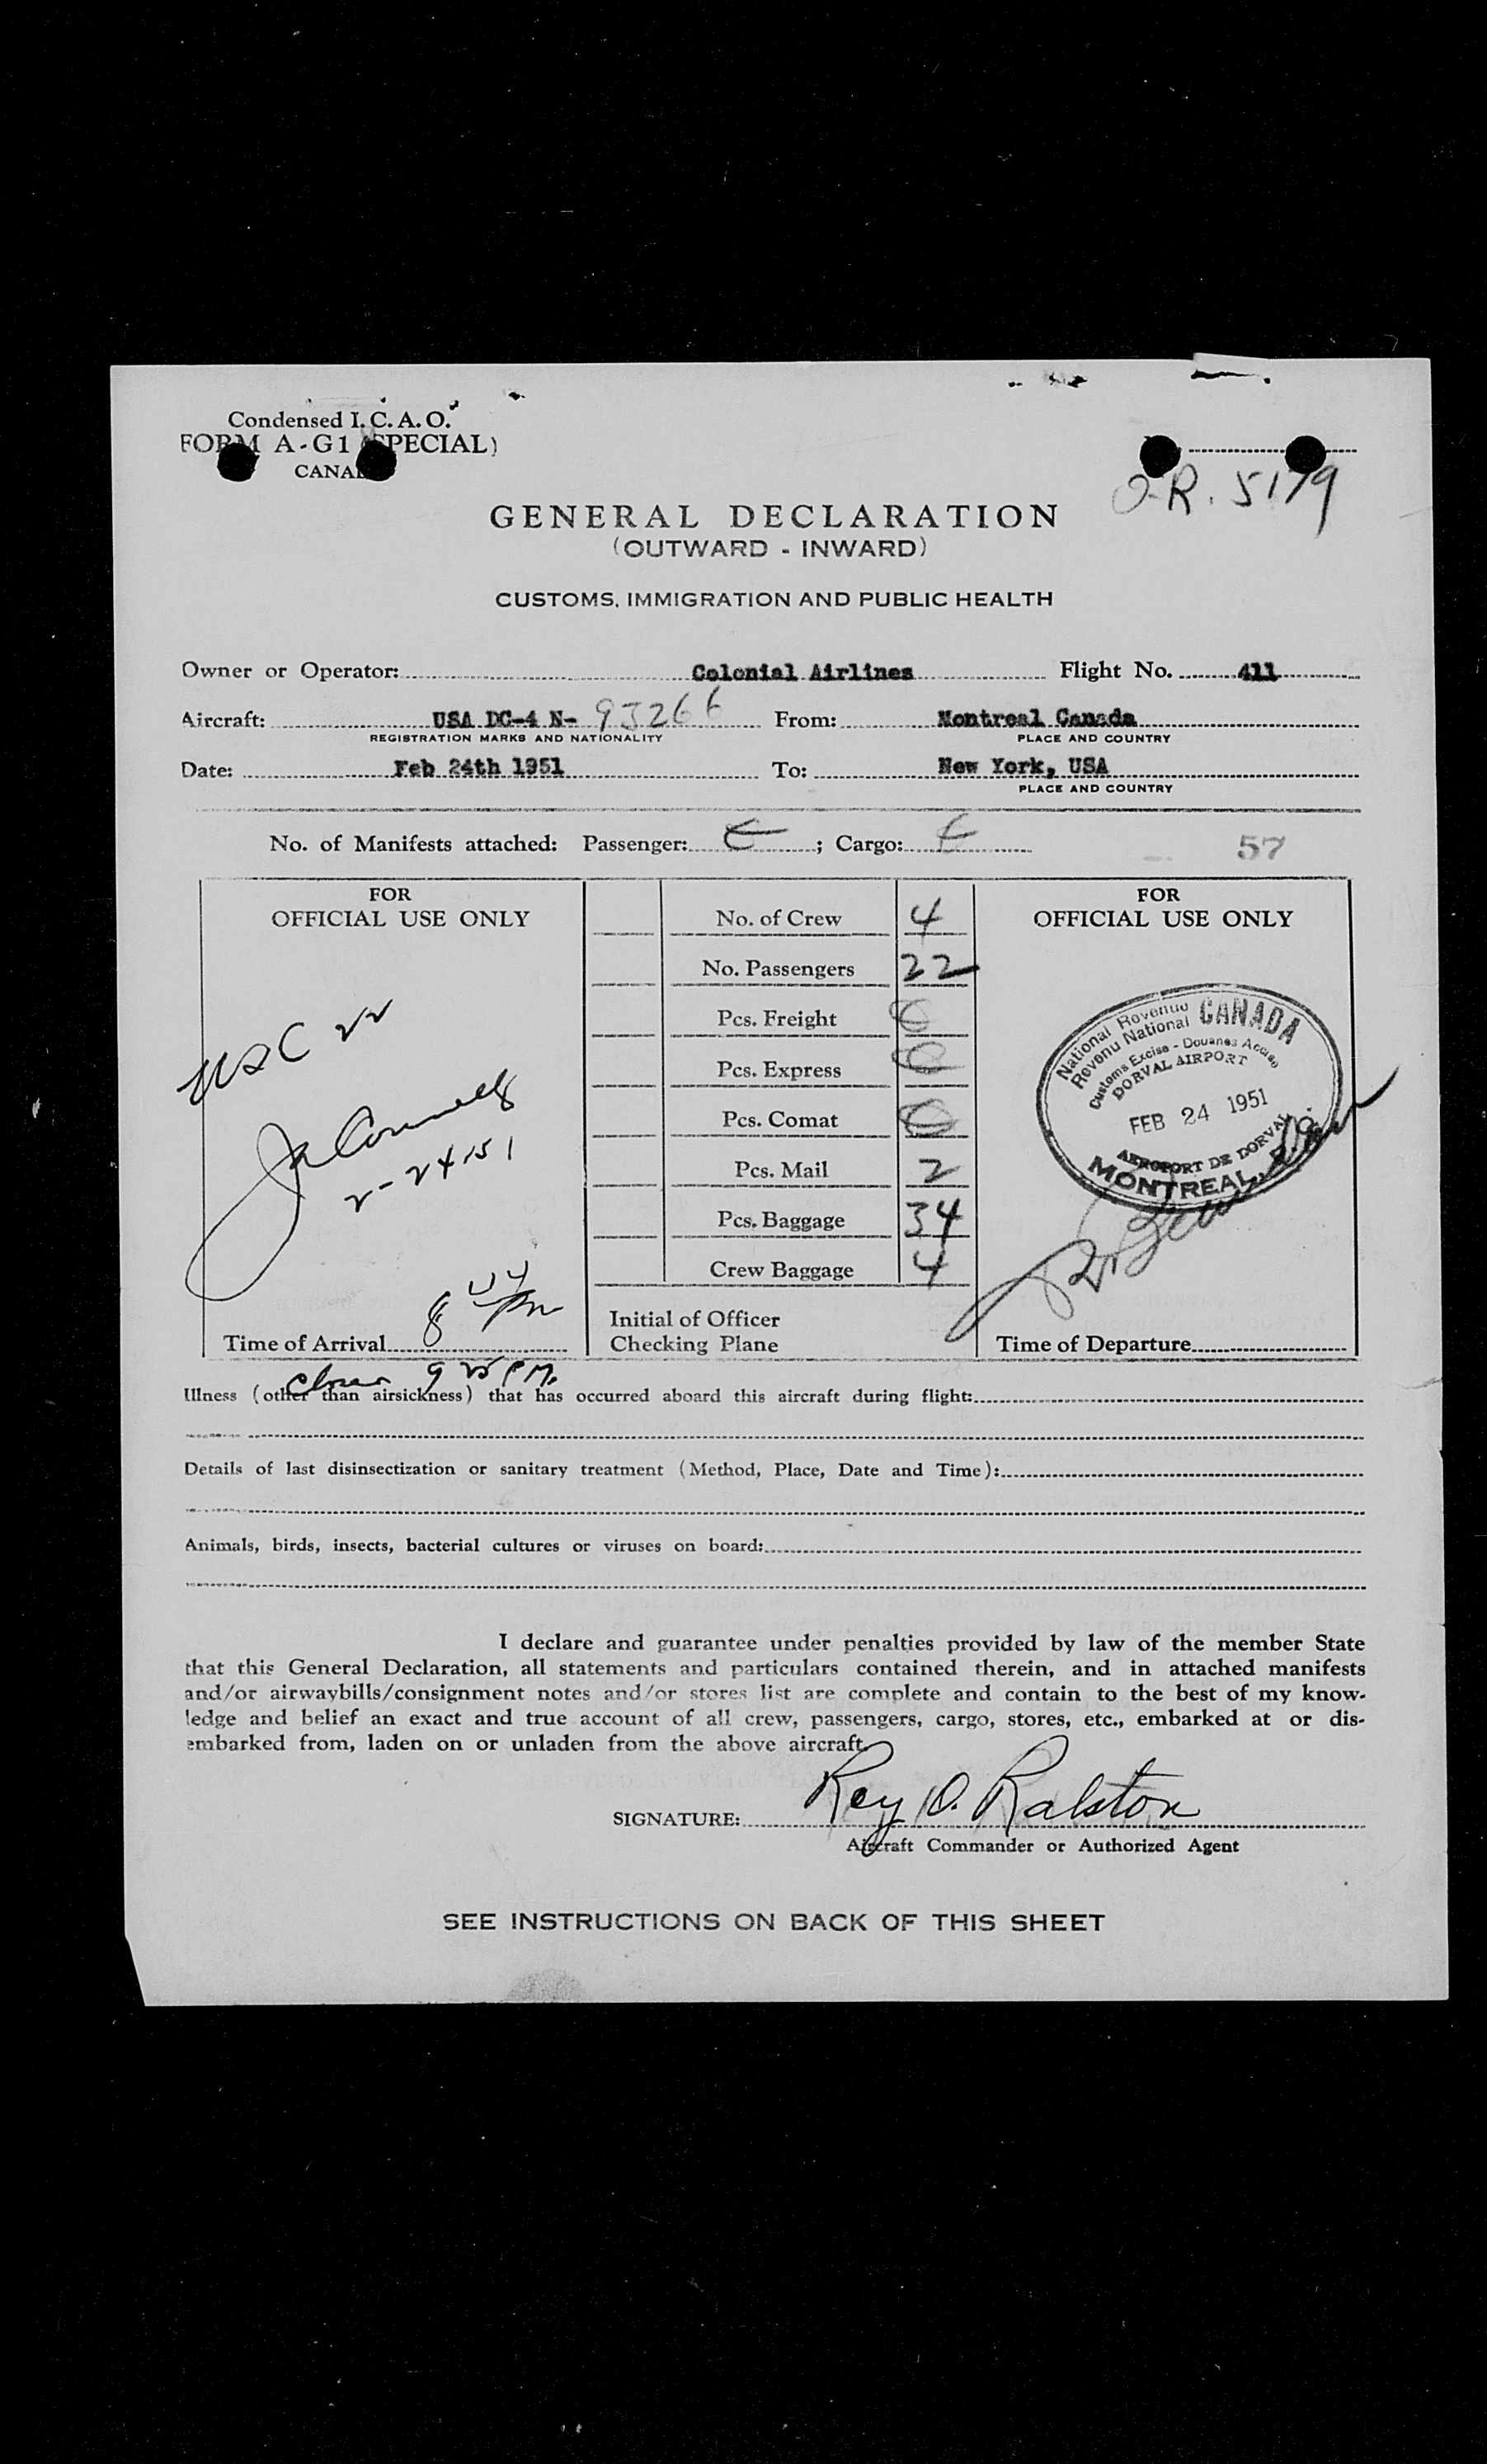 Condensed I.C.A.O.
FORM A-G1 (SPECIAL)
CANADA
O.R. 5179
GENERAL DECLARATION
(OUTWARD - INWARD)
CUSTOMS, IMMIGRATION AND PUBLIC HEALTH
Owner or Operator: Colonial Airlines Flight No. 411
Aircraft: USA DC-4 N- 93266 From: Montreal Canada
REGISTRATION MARKS AND NATIONALITY PLACE AND COUNTRY
Date: Feb 24th 1951 To: New York, USA
PLACE AND COUNTRY
No. of Manifests attached: Passenger: ; Cargo: 57
FOR
OFFICIAL USE ONLY
USC 22
2-24-51
Time of Arrival 8
9 25 PM.
No. of Crew 4
No. Passengers 22
Pcs. Freight
Pcs. Express
Pcs. Comat
Pcs. Mail 2
Pcs. Baggage 34
Crew Baggage 4
Initial of Officer
Checking Plane
FOR
OFFICIAL USE ONLY
National Revenue CANADA
Revenu National
Customs Excise - Douanes Accise
DORVAL AIRPORT
FEB 24 1951
AEROPORT DE DORVAL
MONTREAL, P.Q.
Time of Departure
Illness (other than airsickness) that has occurred aboard this aircraft during flight:
Details of last disinsectization or sanitary treatment (Method, Place, Date and Time):
Animals, birds, insects, bacterial cultures or viruses on board:
I declare and guarantee under penalties provided by law of the member State
that this General Declaration, all statements and particulars contained therein, and in attached manifests
and/or airwaybills/consignment notes and/or stores list are complete and contain to the best of my know-
ledge and belief an exact and true account of all crew, passengers, cargo, stores, etc., embarked at or dis-
embarked from, laden on or unladen from the above aircraft.
SIGNATURE: Rey O. Ralston
Aircraft Commander or Authorized Agent
SEE INSTRUCTIONS ON BACK OF THIS SHEET